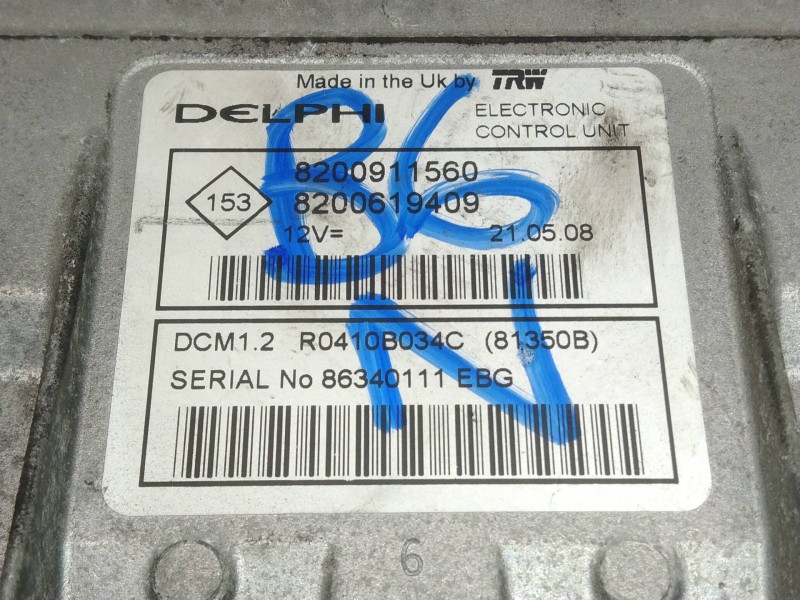 Made in the Uk by TRW
DELPHI
ELECTRONIC
CONTROL UNIT
153
8200911560
8200619409
12V=
21.05.08
B6
N
DCM1.2 R0410B034C (81350B)
SERIAL No 86340111 EBG
6